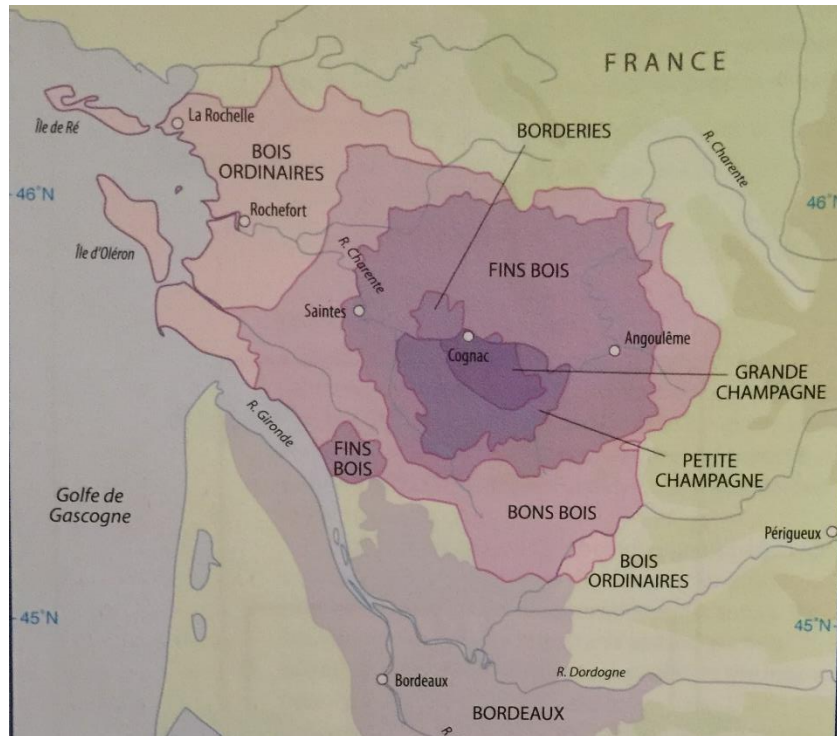 FRANCE
La Rochelle
Île de Ré
BORDERIES
BOIS
ORDINAIRES
R. Charente
46°N
46°N
Rochefort
Île d'Oléron
R. Charente
FINS BOIS
Saintes
Cognac
Angoulême
GRANDE
CHAMPAGNE
R. Gironde
FINS
BOIS
PETITE
CHAMPAGNE
Golfe de
Gascogne
BONS BOIS
Périgueux
BOIS
ORDINAIRES
45°N
45°N
Bordeaux
R. Dordogne
BORDEAUX
R.